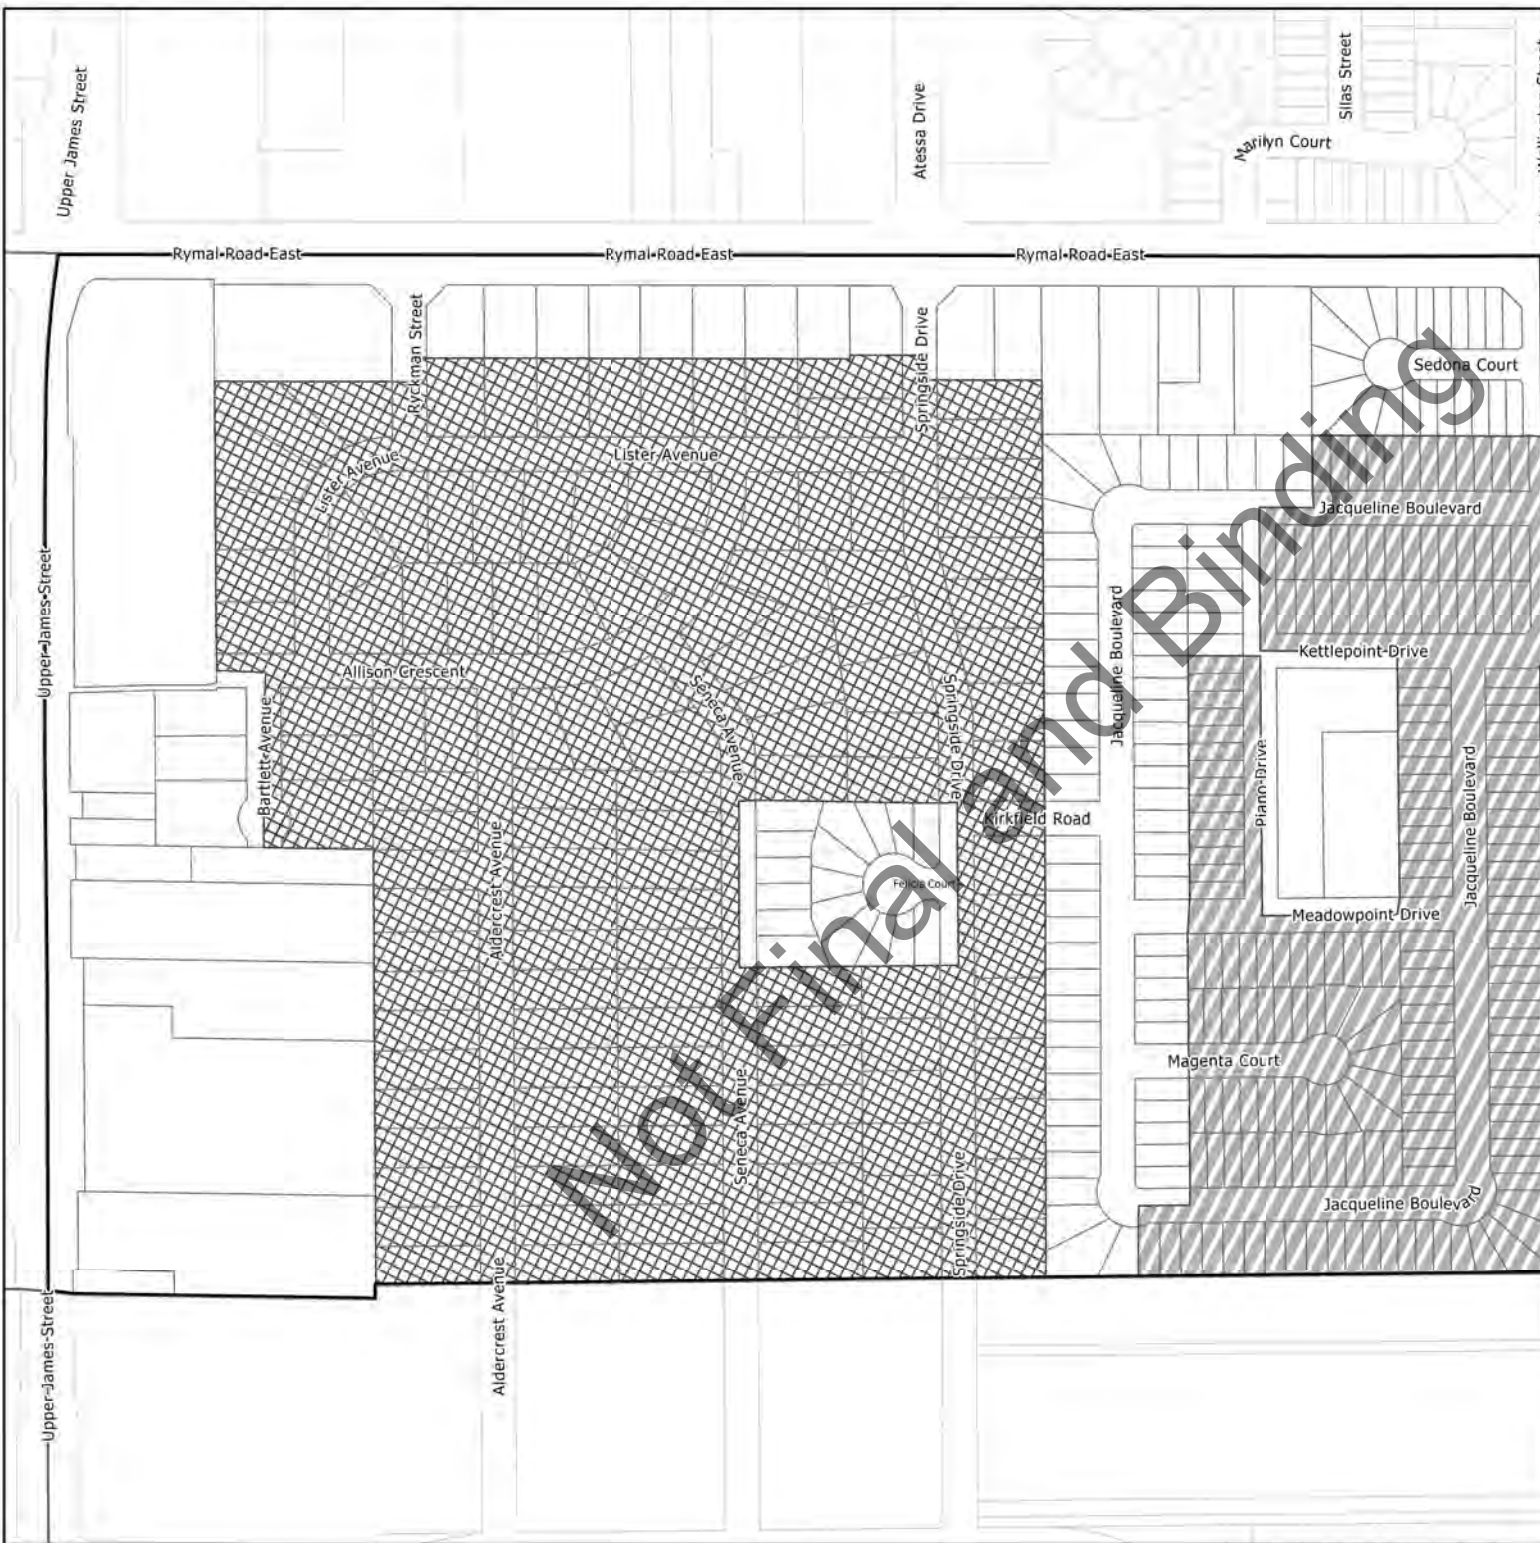 Upper James Street
Atessa Drive
Silas Street
Marilyn Court
Rymal Road East
Rymal Road East
Rymal Road East
Ryckman Street
Springside Drive
Sedona Court
Lister Avenue
Lister Avenue
Jacqueline Boulevard
Upper James Street
Jacqueline Boulevard
Kettlepoint Drive
Allison Crescent
Seneca Avenue
Springside Drive
Bartlett Avenue
Piano Drive
Jacqueline Boulevard
Kirkfield Road
Aldercrest Avenue
Felicia Court
Meadowpoint Drive
Magenta Court
Seneca Avenue
Springside Drive
Jacqueline Boulevard
Aldercrest Avenue
Upper James Street
Not Final and Binding